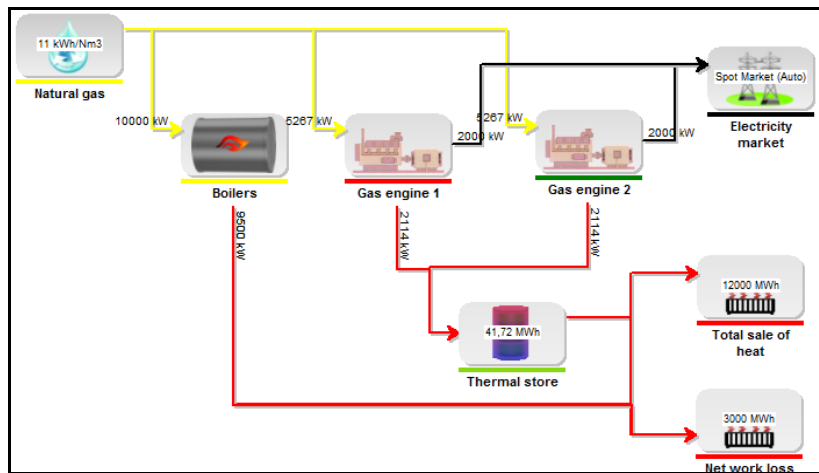 11 kWh/Nm3
Natural gas
Spot Market (Auto)
Electricity
market
10000 kW
5267 kW
2000 kW
5267 kW
2000 kW
Boilers
Gas engine 1
Gas engine 2
9500 kW
2114 kW
2114 kW
12000 MWh
Total sale of
heat
41,72 MWh
Thermal store
3000 MWh
Net work loss